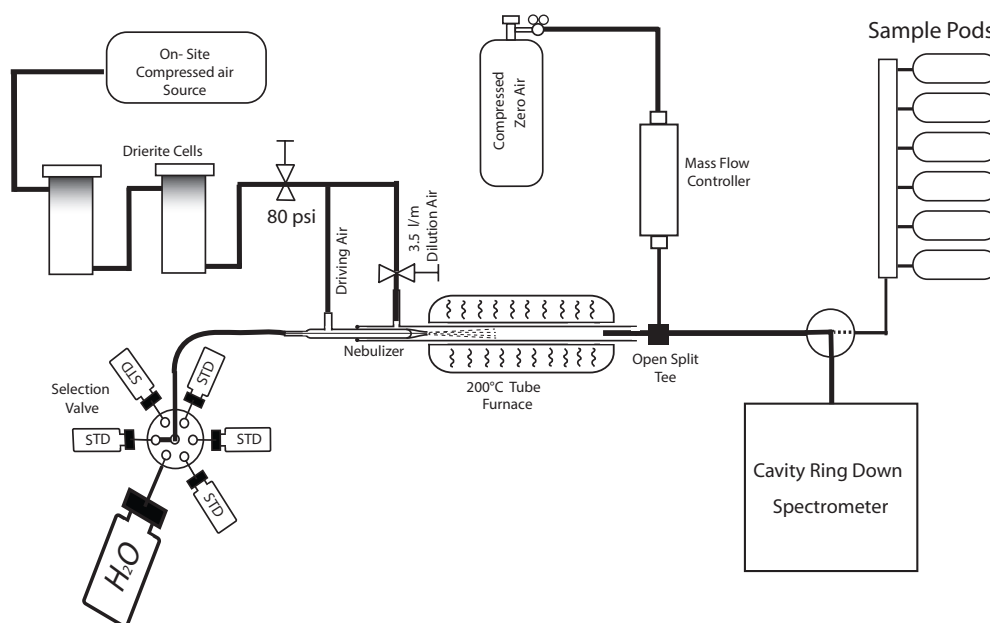 On- Site
Compressed air
Source
Drierite Cells
80 psi
Driving Air
3.5 l/m
Dilution Air
Nebulizer
200°C Tube
Furnace
Compressed
Zero Air
Mass Flow
Controller
Open Split
Tee
Sample Pods
Cavity Ring Down
Spectrometer
Selection
Valve
STD
STD
STD
STD
STD
H₂O